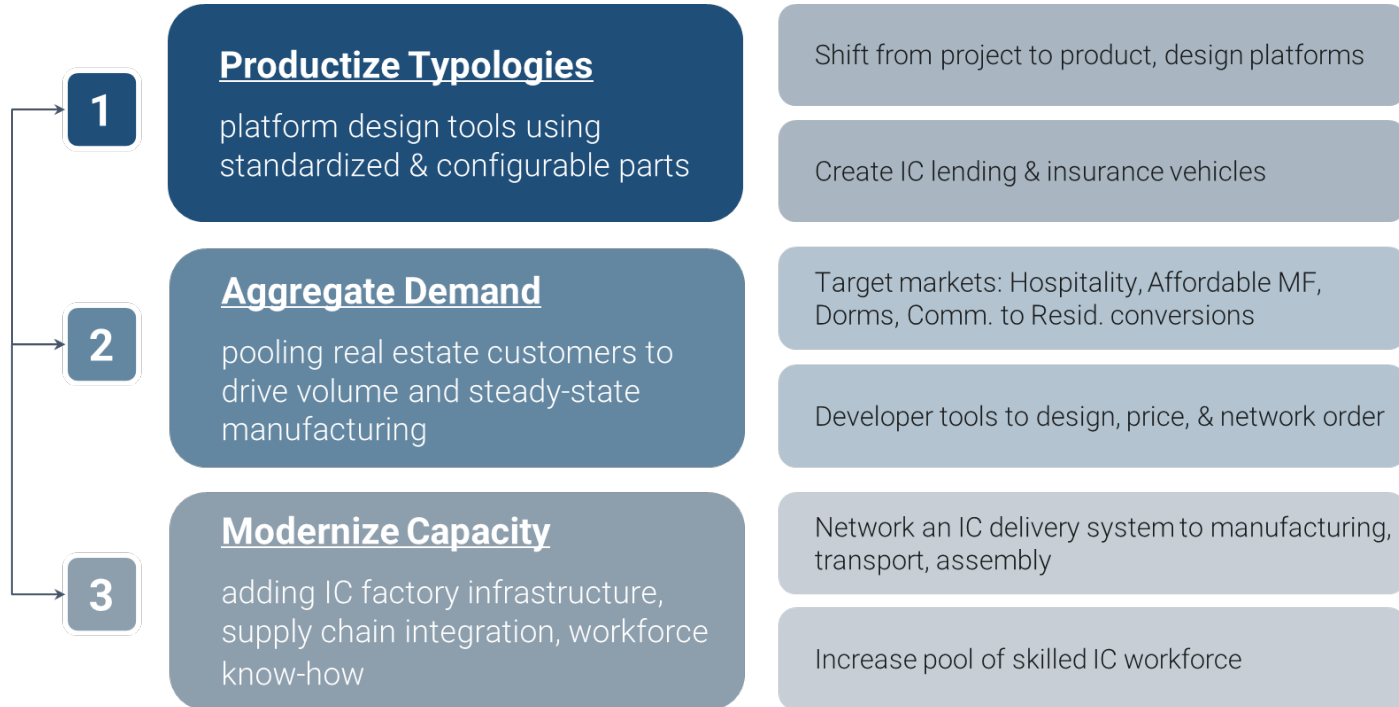 1
Productize Typologies
platform design tools using
standardized & configurable parts
Shift from project to product, design platforms
Create IC lending & insurance vehicles
2
Aggregate Demand
pooling real estate customers to
drive volume and steady-state
manufacturing
Target markets: Hospitality, Affordable MF,
Dorms, Comm. to Resid. conversions
Developer tools to design, price, & network order
3
Modernize Capacity
adding IC factory infrastructure,
supply chain integration, workforce
know-how
Network an IC delivery system to manufacturing,
transport, assembly
Increase pool of skilled IC workforce